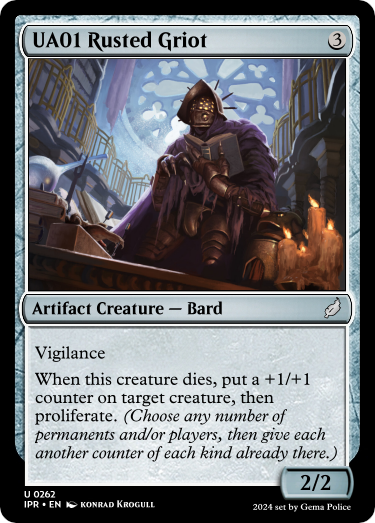 UA01 Rusted Griot 3
Artifact Creature — Bard
Vigilance
When this creature dies, put a +1/+1
counter on target creature, then
proliferate. (Choose any number of
permanents and/or players, then give each
another counter of each kind already there.)
2/2
U 0262
IPR • EN KONRAD KROGULL
2024 set by Gema Police